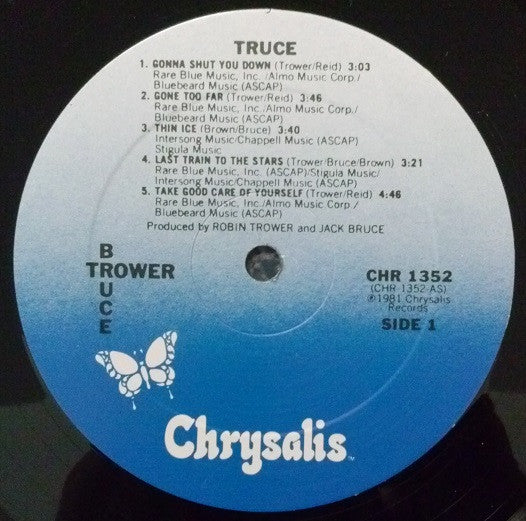 TRUCE
1. GONNA SHUT YOU DOWN (Trower/Reid) 3:03
Rare Blue Music, Inc. /Almo Music Corp./
Bluebeard Music (ASCAP)
2. GONE TOO FAR (Trower/Reid) 3:46
Rare Blue Music, Inc./Almo Music Corp./
Bluebeard Music (ASCAP)
3. THIN ICE (Brown/Bruce) 3:40
Intersong Music/Chappell Music (ASCAP)
Stigula Music
4. LAST TRAIN TO THE STARS (Trower/Bruce/Brown) 3:21
Rare Blue Music, Inc. (ASCAP)/Stigula Music/
Intersong Music/Chappell Music (ASCAP)
5. TAKE GOOD CARE OF YOURSELF (Trower/Reid) 4:46
Rare Blue Music, Inc./Almo Music Corp./
Bluebeard Music (ASCAP)
Produced by ROBIN TROWER and JACK BRUCE
BRUCE
TROWER
CHR 1352
(CHR 1352-AS)
℗1981 Chrysalis
Records
SIDE 1
Chrysalis™